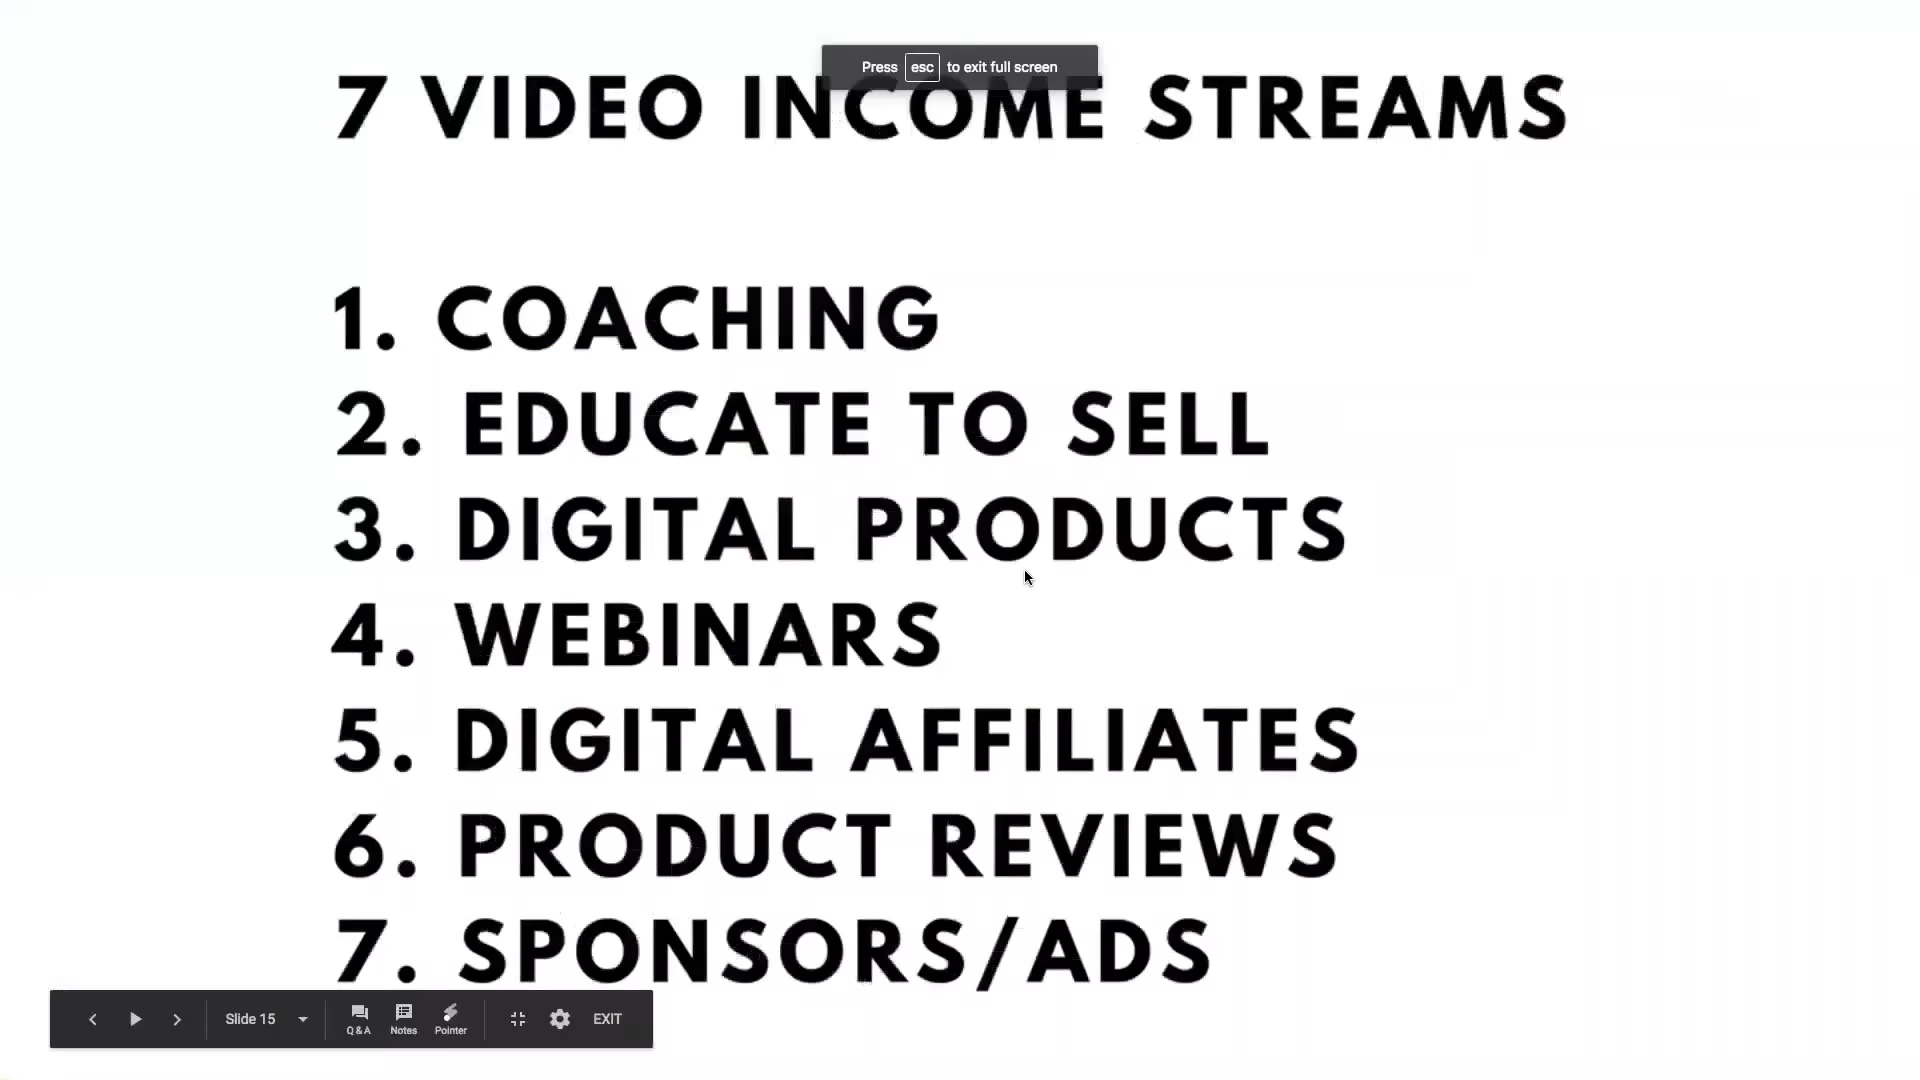 Press esc to exit full screen
7 VIDEO INCOME STREAMS
1. COACHING
2. EDUCATE TO SELL
3. DIGITAL PRODUCTS
4. WEBINARS
5. DIGITAL AFFILIATES
6. PRODUCT REVIEWS
7. SPONSORS/ADS
Slide 15 Q & A Notes Pointer EXIT